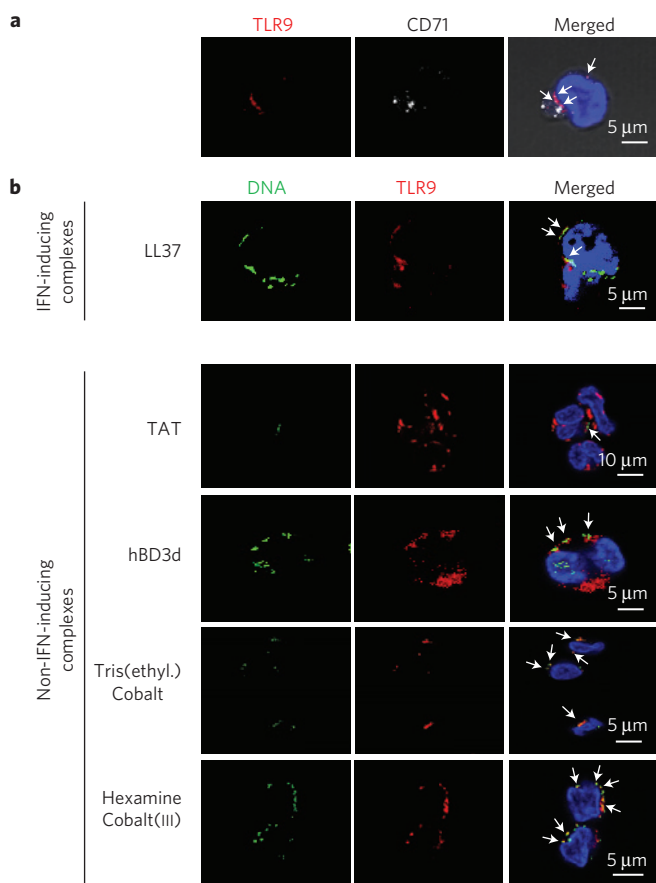 a
TLR9 CD71 Merged
5 μm
b
DNA TLR9 Merged
IFN-inducing
complexes
LL37
5 μm
Non-IFN-inducing
complexes
TAT
10 μm
hBD3d
5 μm
Tris(ethyl.)
Cobalt
5 μm
Hexamine
Cobalt(III)
5 μm